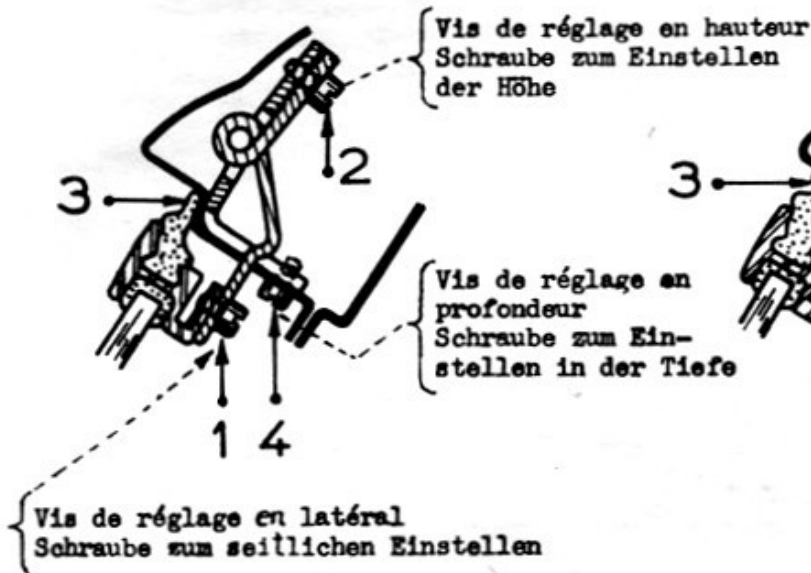 Vis de réglage en hauteur
Schraube zum Einstellen
der Höhe
2
3
3
Vis de réglage en
profondeur
Schraube zum Ein-
stellen in der Tiefe
1 4
Vis de réglage en latéral
Schraube zum seitlichen Einstellen